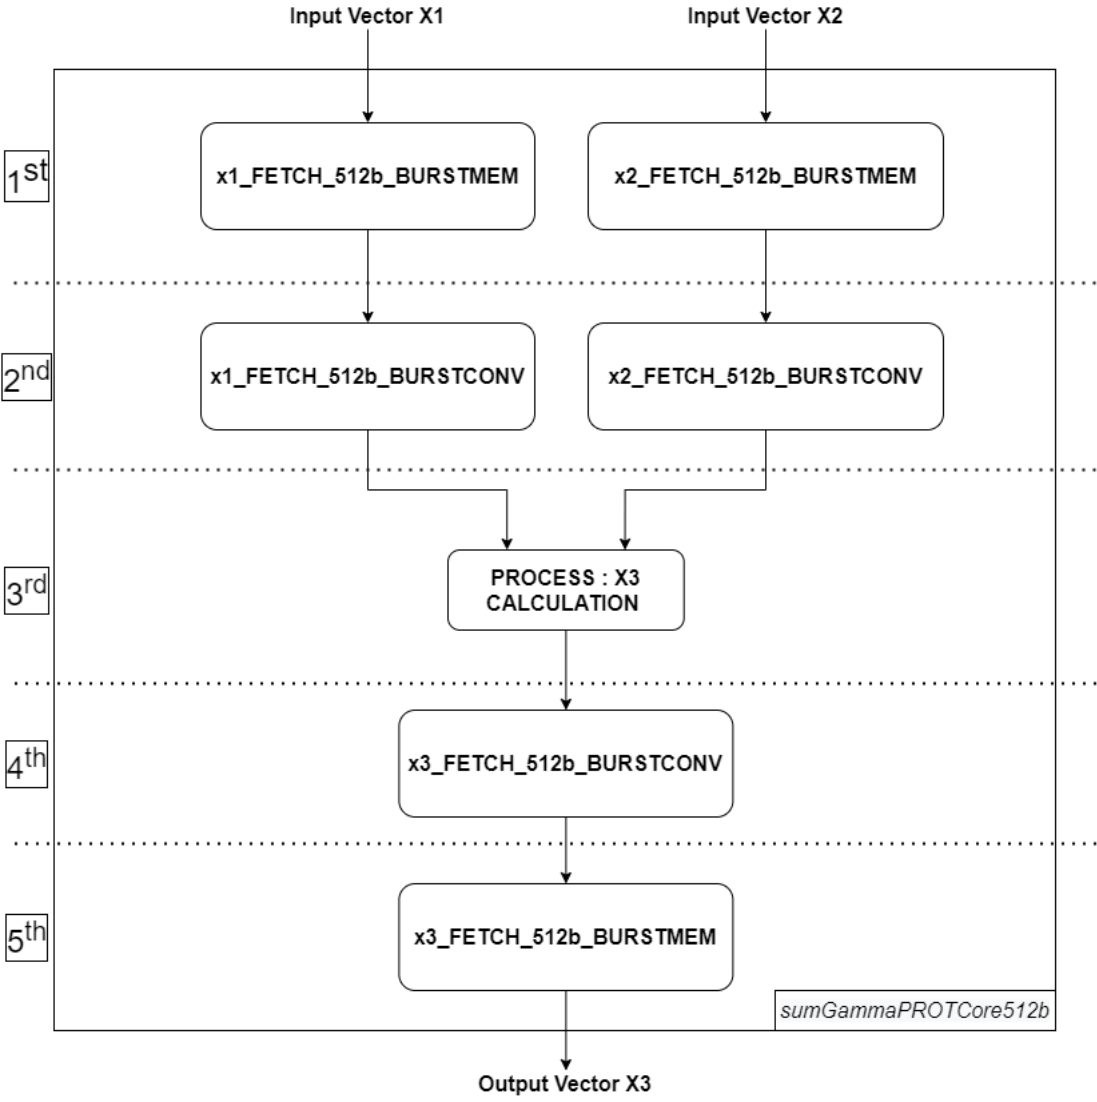 Input Vector X1
Input Vector X2
1st
x1_FETCH_512b_BURSTMEM
x2_FETCH_512b_BURSTMEM
2nd
x1_FETCH_512b_BURSTCONV
x2_FETCH_512b_BURSTCONV
3rd
PROCESS : X3
CALCULATION
4th
x3_FETCH_512b_BURSTCONV
5th
x3_FETCH_512b_BURSTMEM
sumGammaPROTCore512b
Output Vector X3